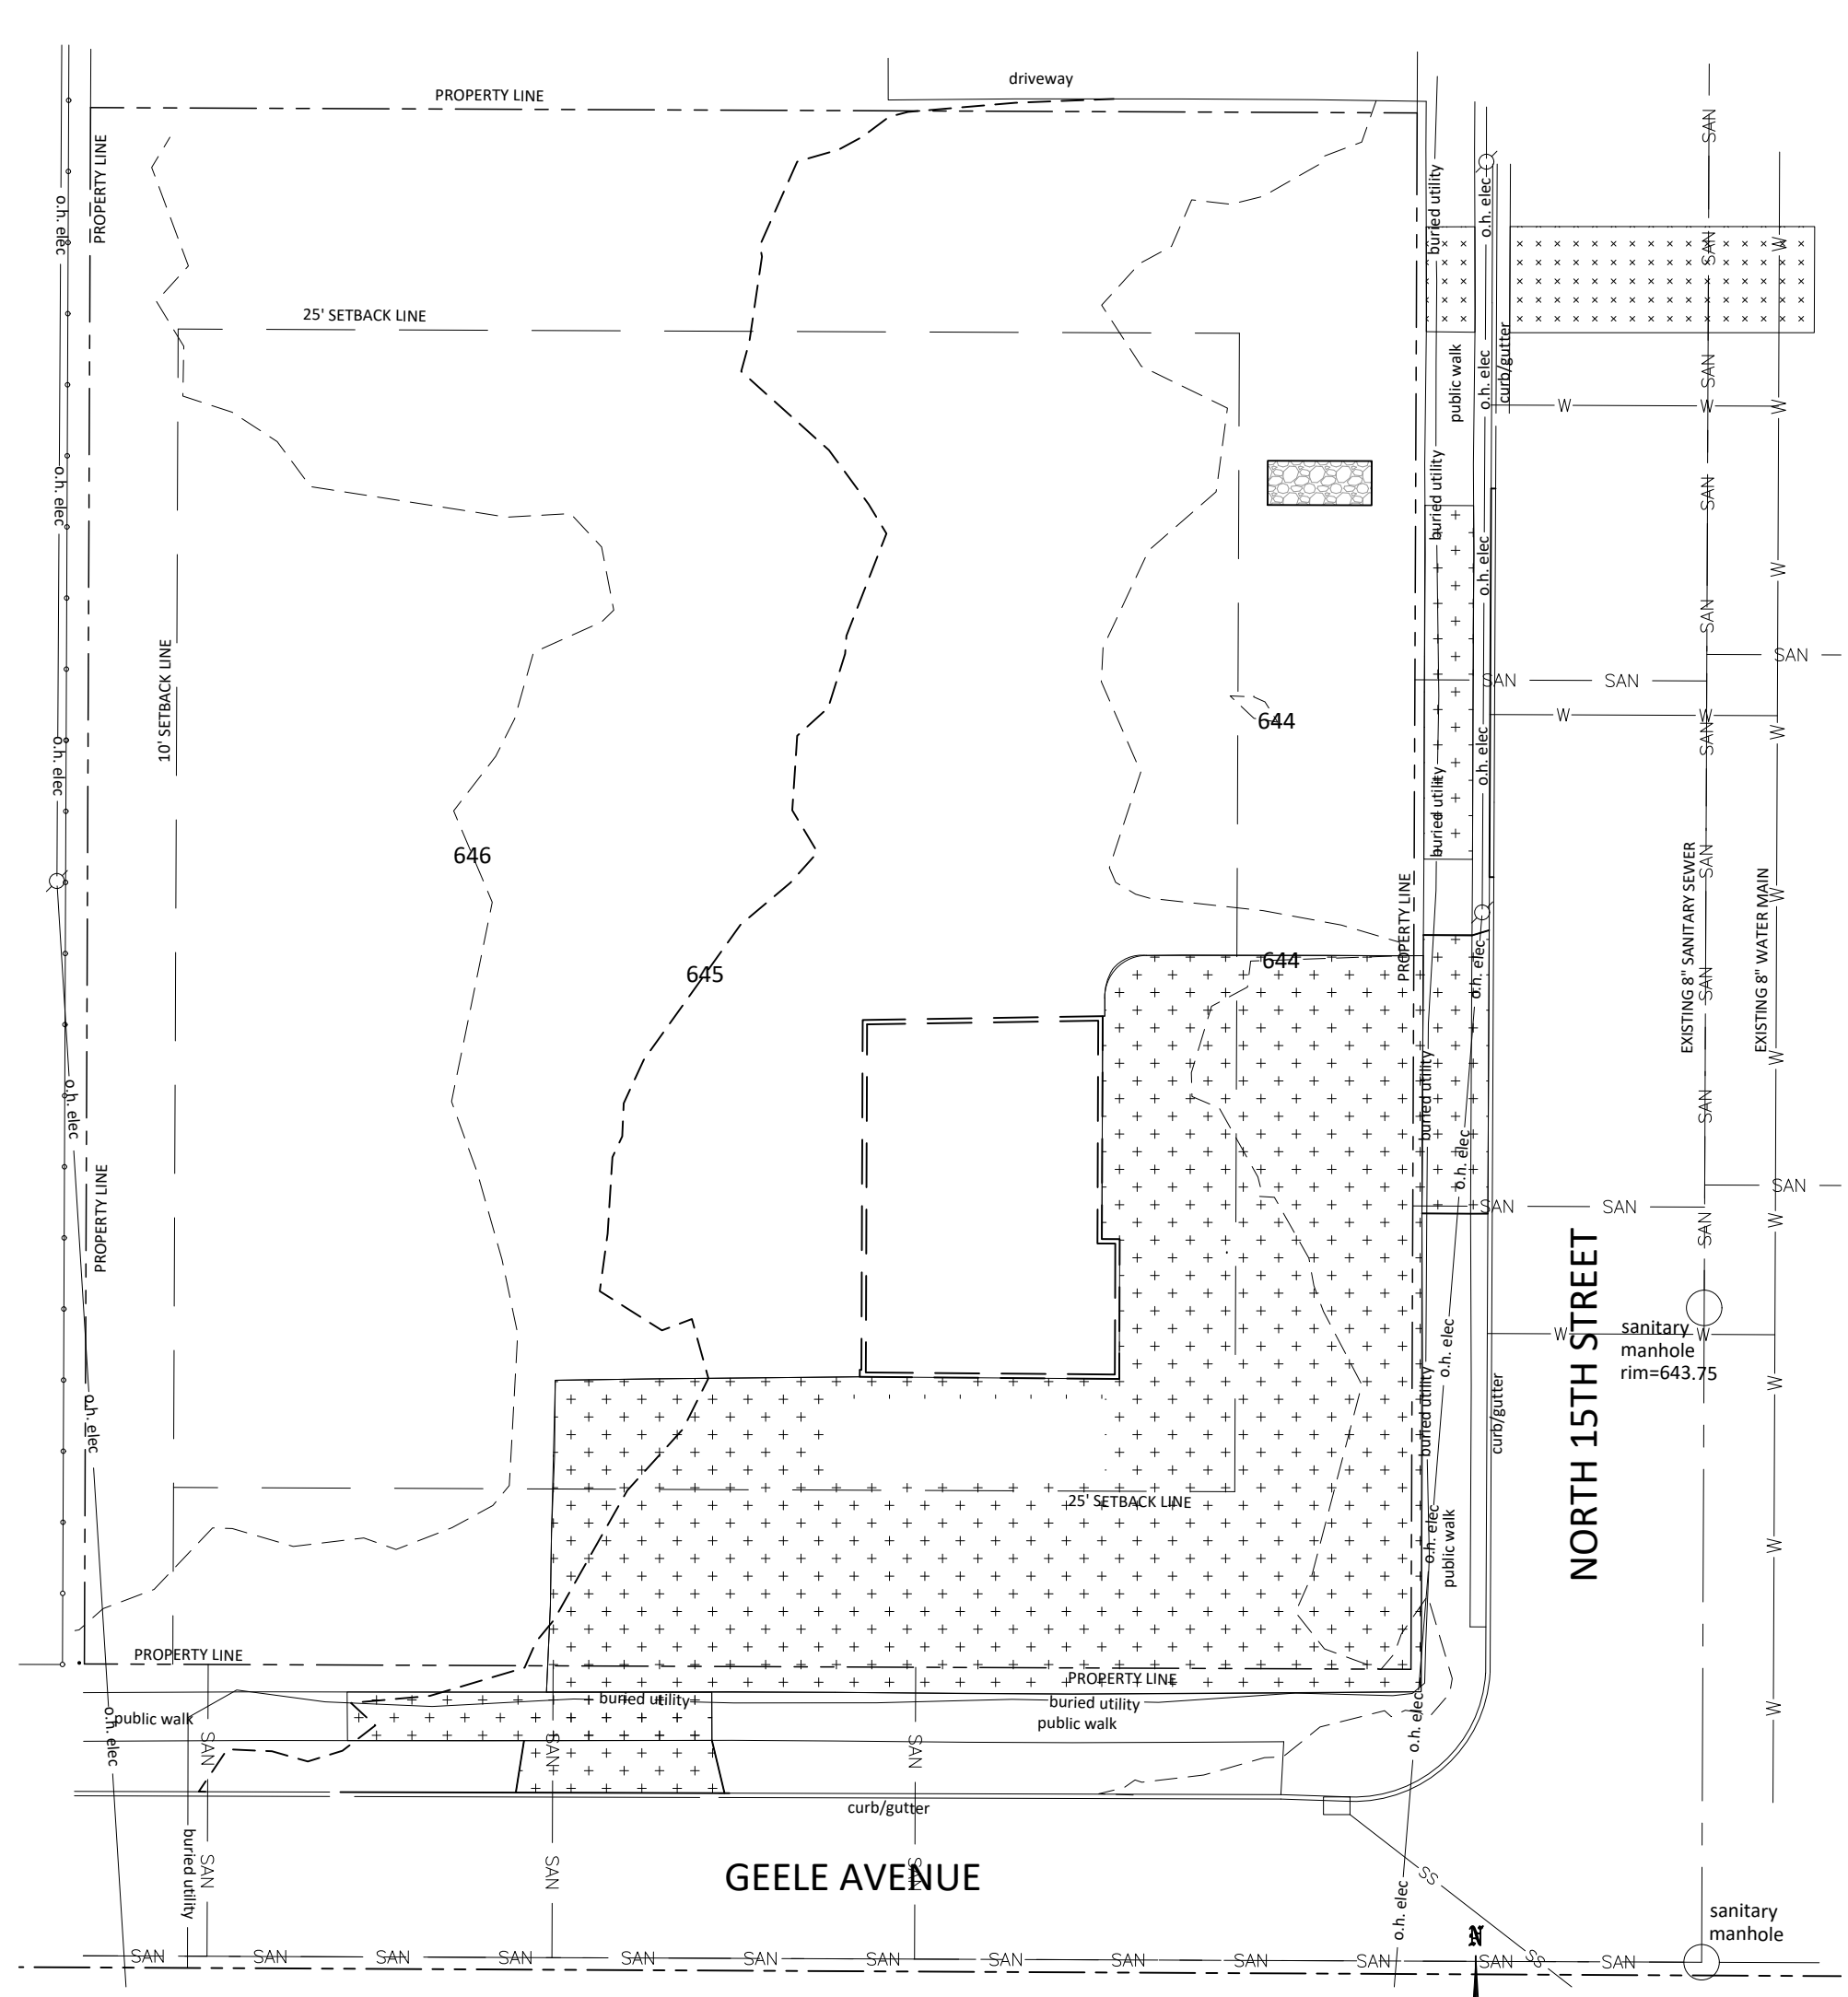 driveway
PROPERTY LINE
PROPERTY LINE
SAN
buried utility
o.h. elec
o.h. elec
SAN
W
25' SETBACK LINE
public walk
o.h. elec
curb/gutter
SAN
W
W
W
o.h. elec
buried utility
SAN
o.h. elec
W
SAN
SAN
10' SETBACK LINE
SAN
SAN
644
W
W
SAN
W
o.h. elec
o.h. elec
buried utility
646
PROPERTY LINE
EXISTING 8" SANITARY SEWER
SAN
EXISTING 8" WATER MAIN
W
645
644
o.h. elec
SAN
W
o.h. elec
buried utility
SAN
o.h. elec
PROPERTY LINE
SAN
SAN
SAN
SAN
W
NORTH 15TH STREET
sanitary
manhole
rim=643.75
W
W
o.h. elec
W
o.h. elec
buried utility
curb/gutter
25' SETBACK LINE
o.h. elec
public walk
W
PROPERTY LINE
PROPERTY LINE
buried utility
buried utility
public walk
public walk
o.h. elec
o.h. elec
W
SAN
SAN
SAN
curb/gutter
buried utility
SAN
SAN
SAN
GEELE AVENUE
SS
o.h. elec
sanitary
manhole
N
SAN
SAN
SAN
SAN
SAN
SAN
SAN
SAN
SAN
SAN
SAN
SAN
SAN
SS